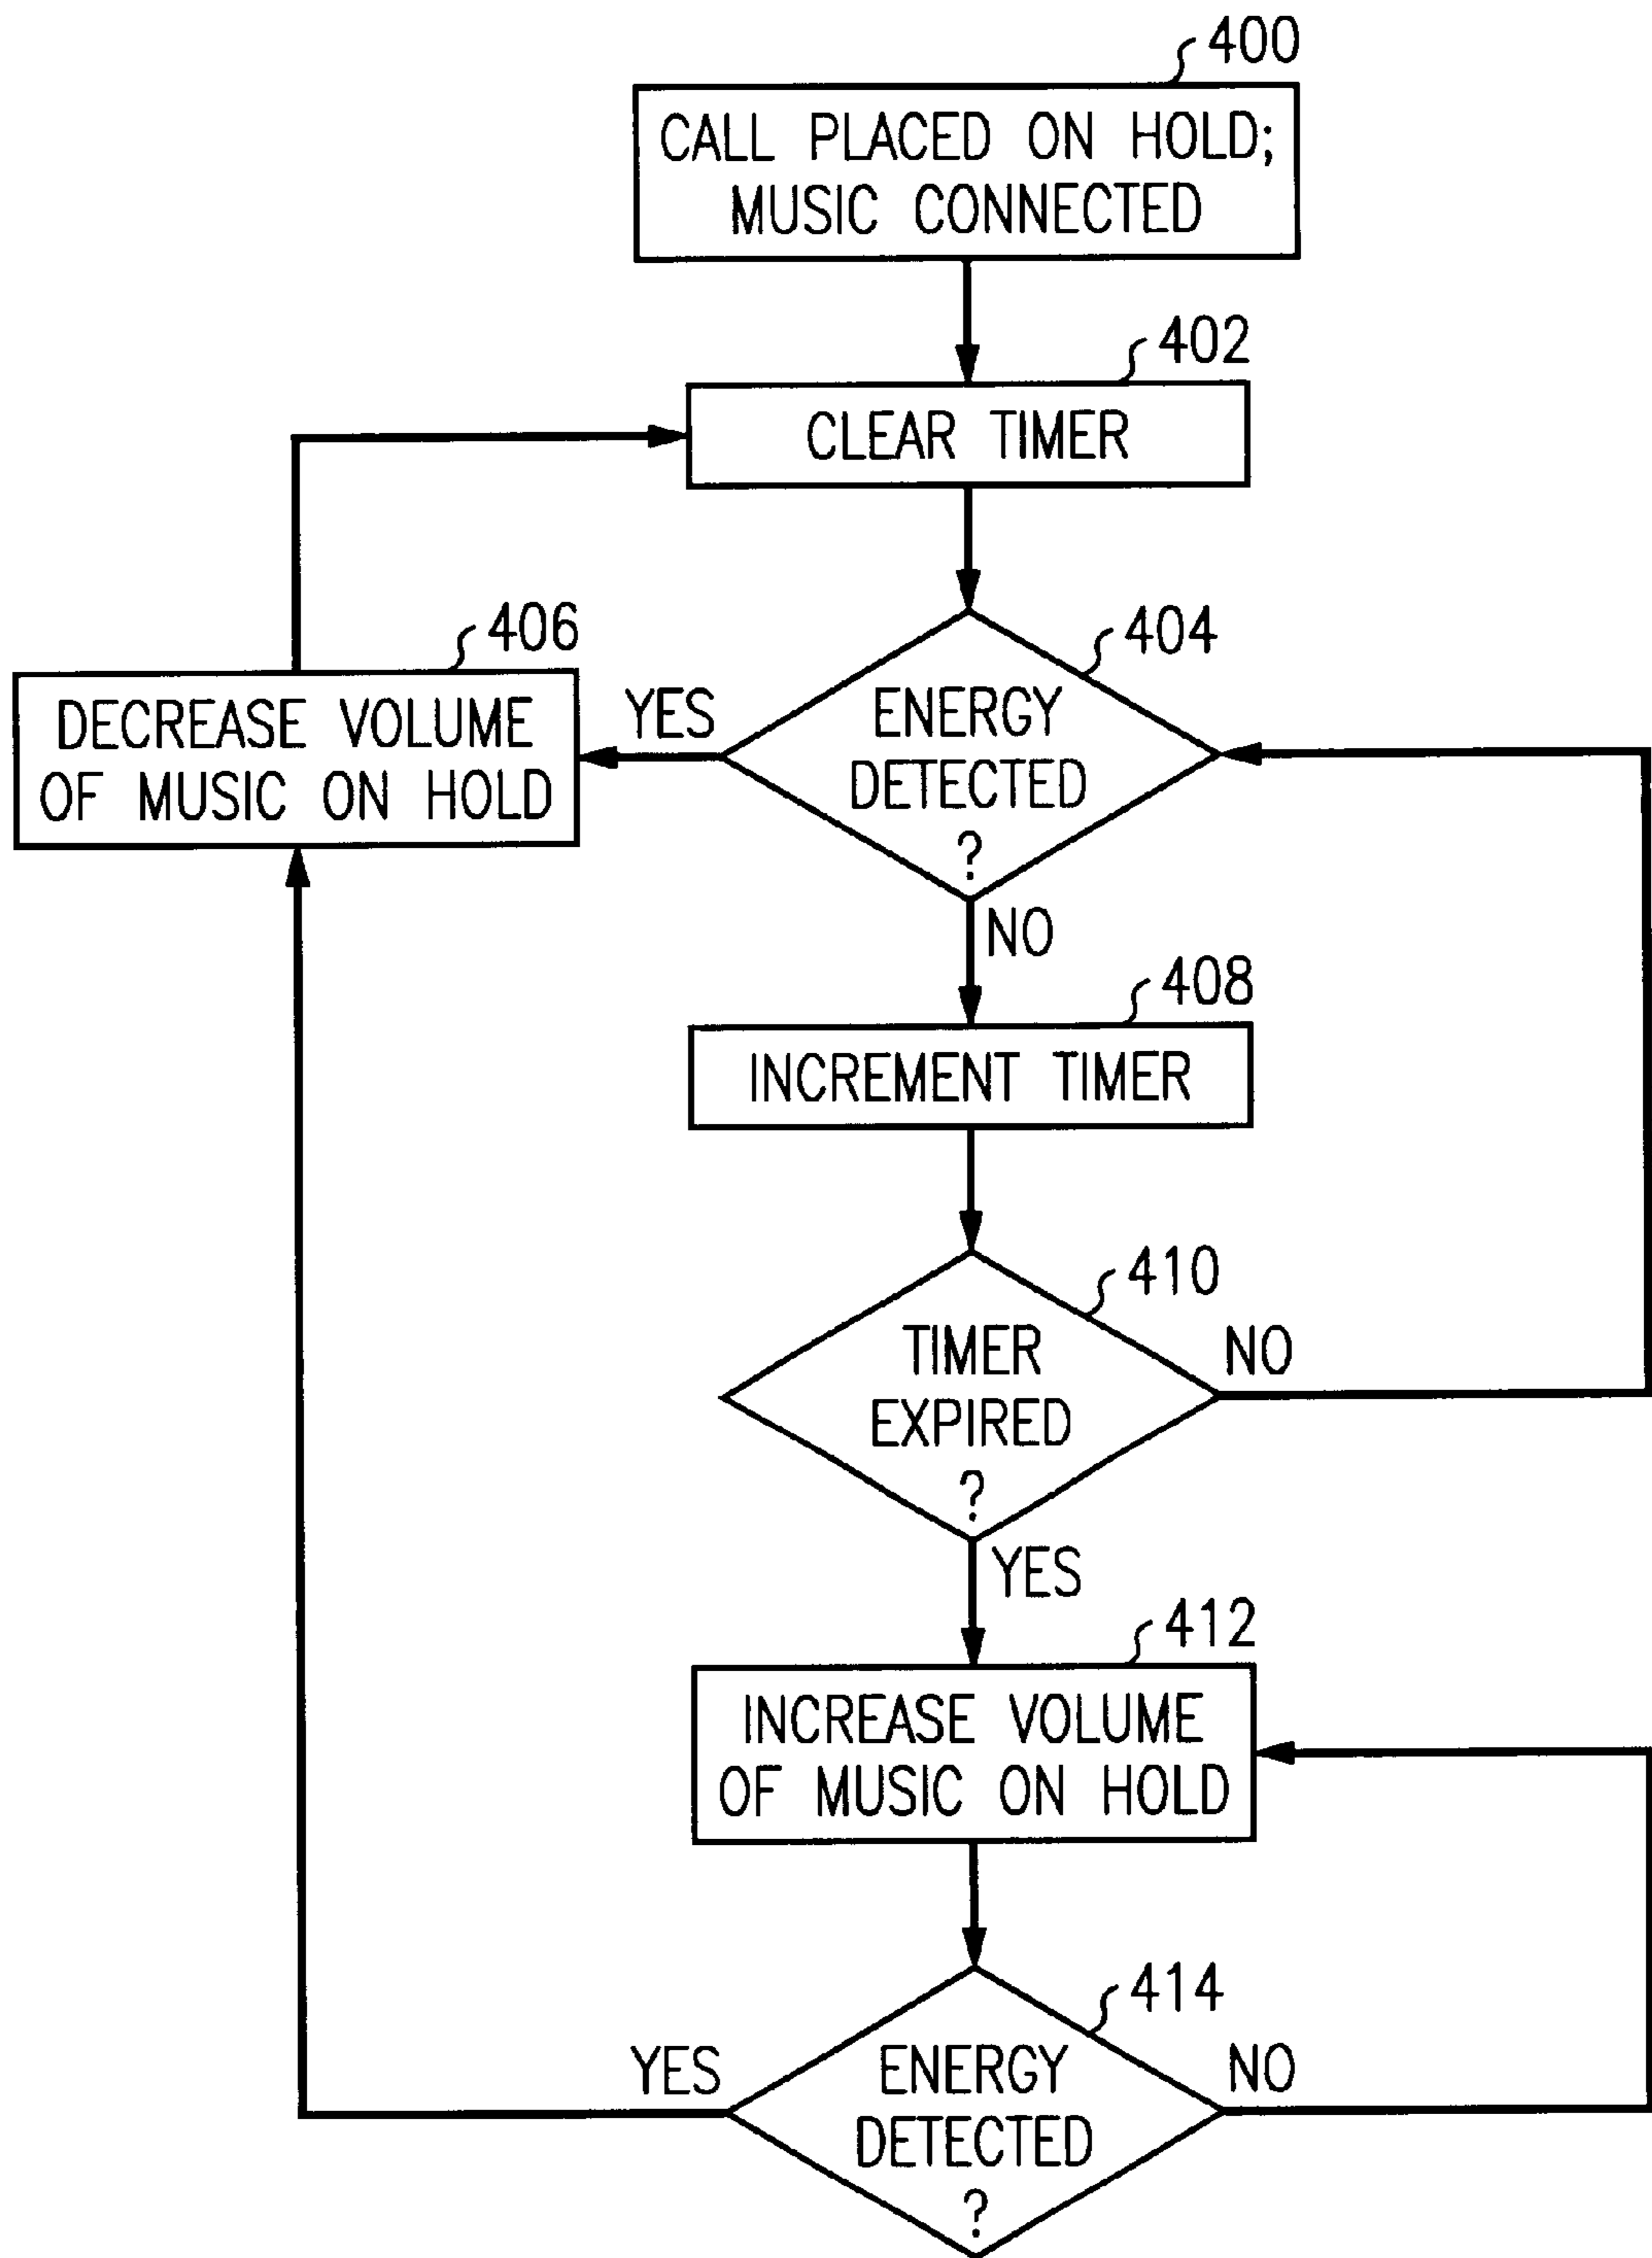 400
CALL PLACED ON HOLD;
MUSIC CONNECTED
402
CLEAR TIMER
406
DECREASE VOLUME
OF MUSIC ON HOLD
YES
404
ENERGY
DETECTED
?
NO
408
INCREMENT TIMER
410
TIMER
EXPIRED
?
NO
YES
412
INCREASE VOLUME
OF MUSIC ON HOLD
414
YES
ENERGY
DETECTED
?
NO